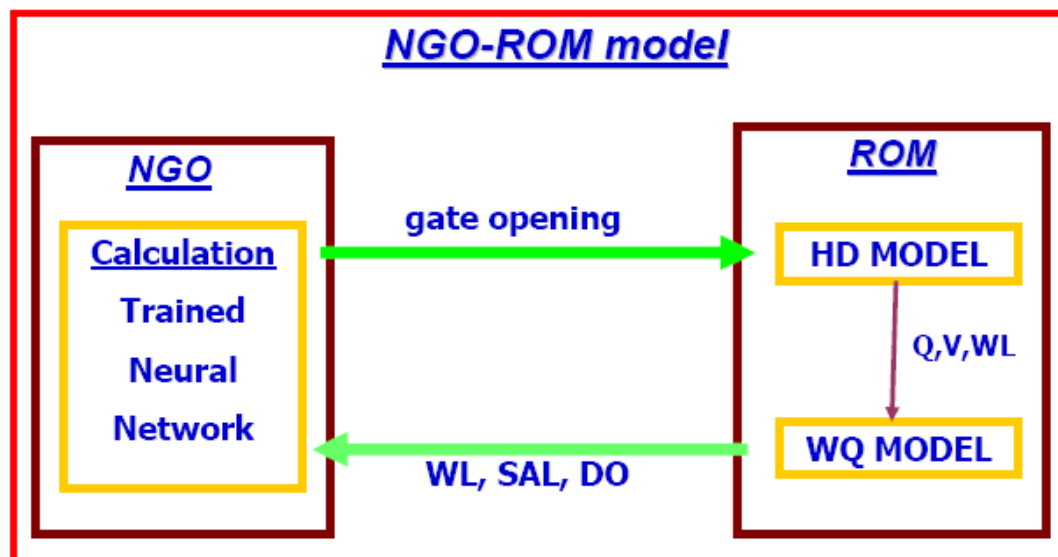 NGO-ROM model
NGO
Calculation
Trained
Neural
Network
gate opening
WL, SAL, DO
ROM
HD MODEL
Q,V,WL
WQ MODEL